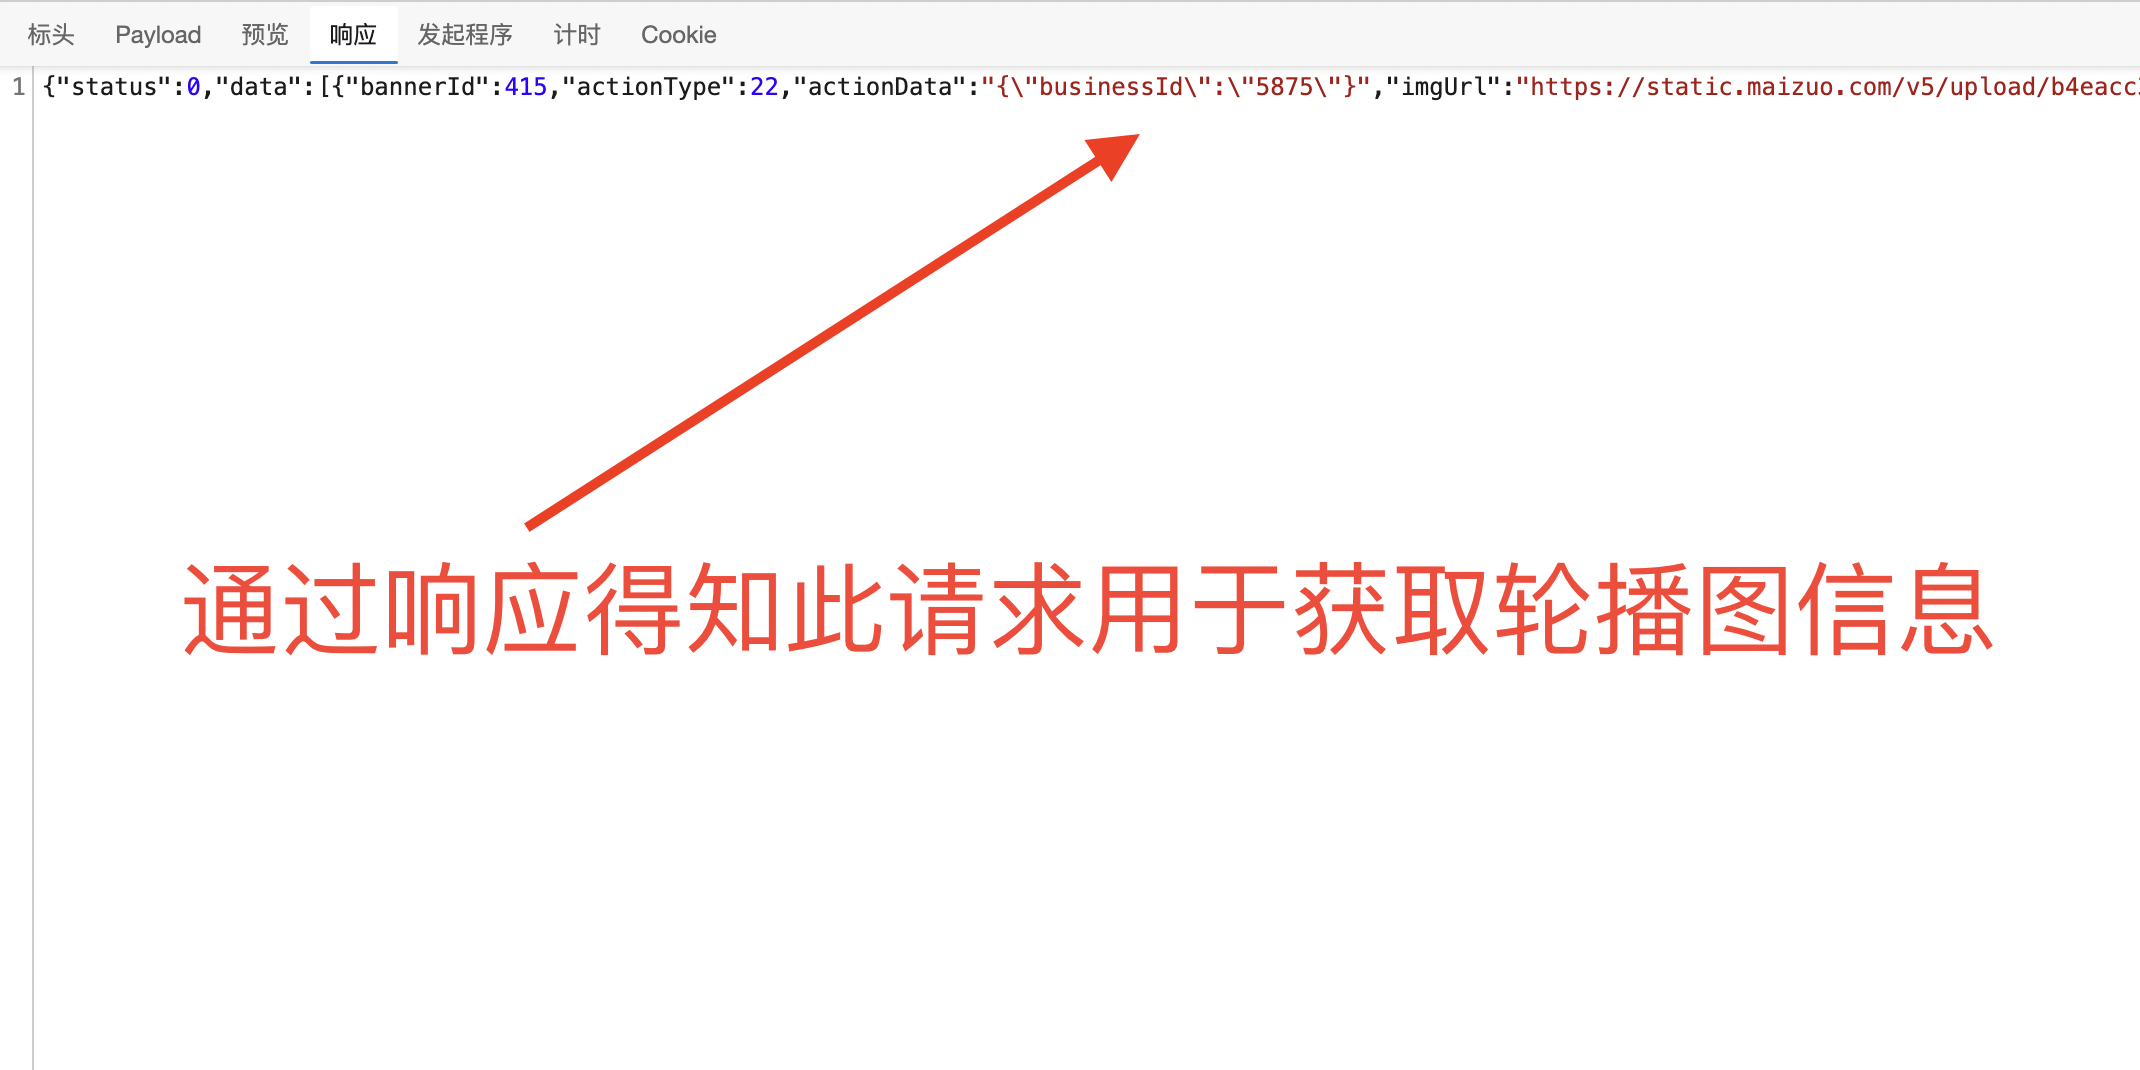 标头 Payload 预览 响应 发起程序 计时 Cookie
1 {"status":0,"data":[{"bannerId":415,"actionType":22,"actionData":"{\"businessId\":\"5875\"}","imgUrl":"https://static.maizuo.com/v5/upload/b4eacc
通过响应得知此请求用于获取轮播图信息